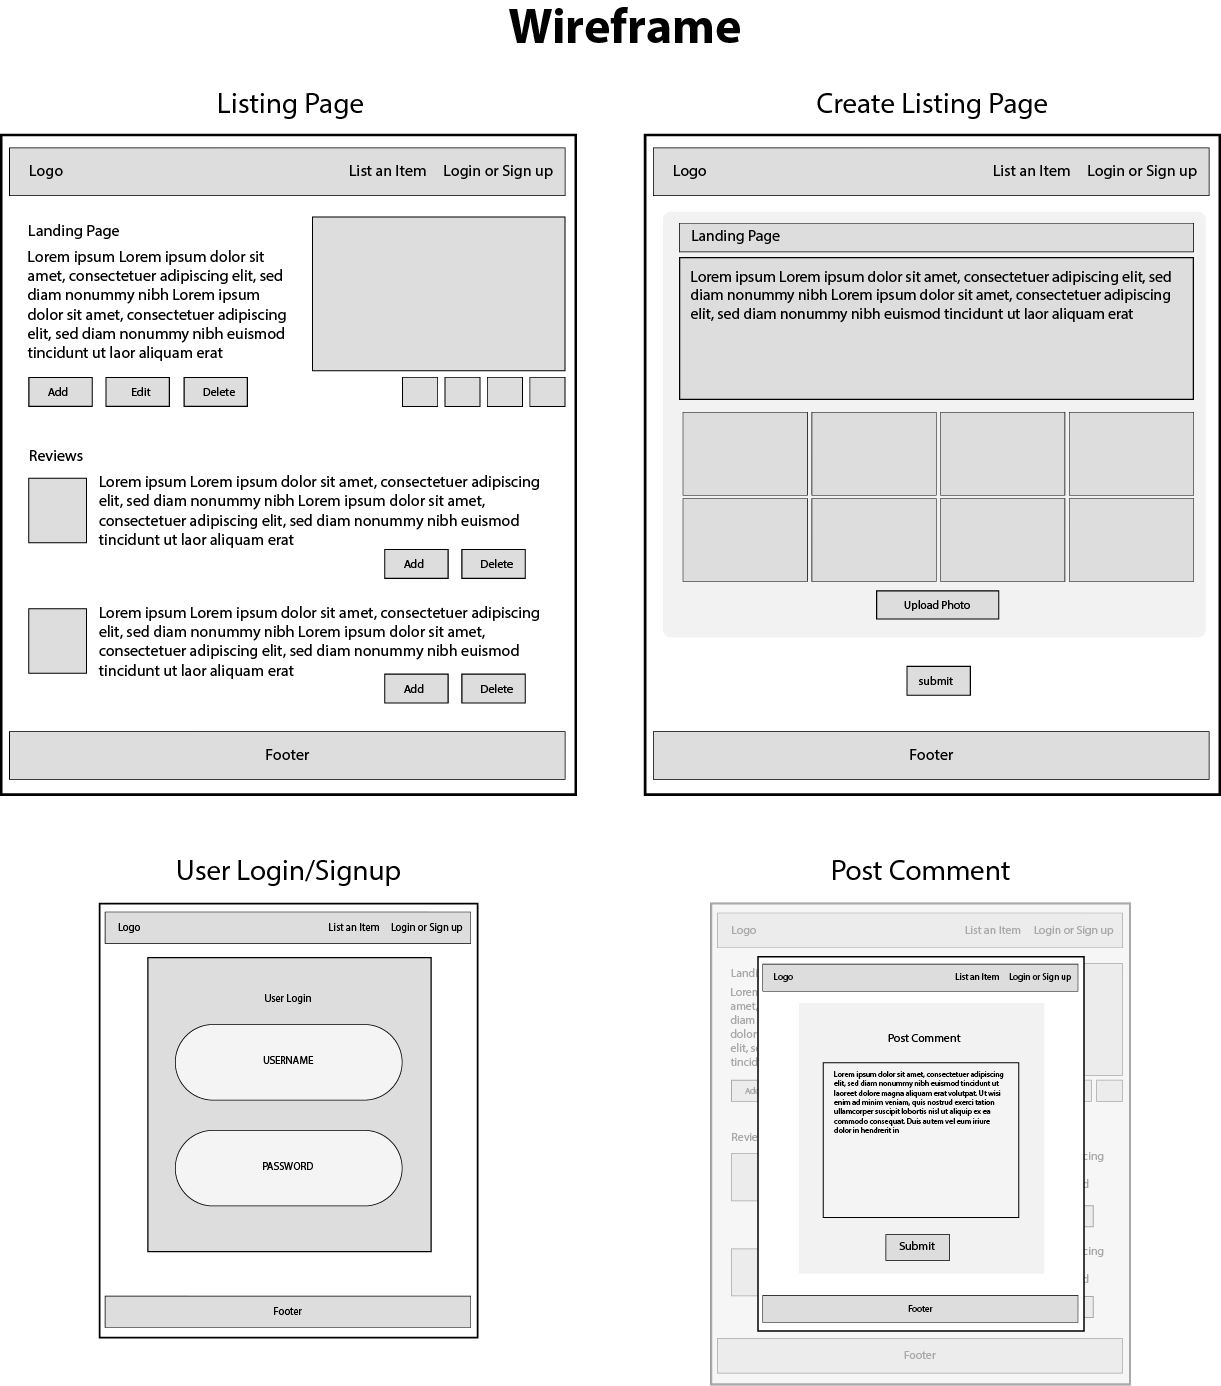 Wireframe
Listing Page
Logo
List an Item
Login or Sign up
Landing Page
Lorem ipsum Lorem ipsum dolor sit
amet, consectetuer adipiscing elit, sed
diam nonummy nibh Lorem ipsum
dolor sit amet, consectetuer adipiscing
elit, sed diam nonummy nibh euismod
tincidunt ut laor aliquam erat
Add
Edit
Delete
Reviews
Lorem ipsum Lorem ipsum dolor sit amet, consectetuer adipiscing
elit, sed diam nonummy nibh Lorem ipsum dolor sit amet,
consectetuer adipiscing elit, sed diam nonummy nibh euismod
tincidunt ut laor aliquam erat
Add
Delete
Lorem ipsum Lorem ipsum dolor sit amet, consectetuer adipiscing
elit, sed diam nonummy nibh Lorem ipsum dolor sit amet,
consectetuer adipiscing elit, sed diam nonummy nibh euismod
tincidunt ut laor aliquam erat
Add
Delete
Footer
Create Listing Page
Logo
List an Item
Login or Sign up
Landing Page
Lorem ipsum Lorem ipsum dolor sit amet, consectetuer adipiscing elit, sed
diam nonummy nibh Lorem ipsum dolor sit amet, consectetuer adipiscing
elit, sed diam nonummy nibh euismod tincidunt ut laor aliquam erat
Upload Photo
submit
Footer
User Login/Signup
Logo
List an Item
Login or Sign up
User Login
USERNAME
PASSWORD
Footer
Post Comment
Logo
List an Item
Login or Sign up
Logo
List an Item
Login or Sign up
Post Comment
Lorem ipsum dolor sit amet, consectetuer adipiscing
elit, sed diam nonummy nibh euismod tincidunt ut
laoreet dolore magna aliquam erat volutpat. Ut wisi
enim ad minim veniam, quis nostrud exerci tation
ullamcorper suscipit lobortis nisl ut aliquip ex ea
commodo consequat. Duis autem vel eum iriure
dolor in hendrerit in
Submit
Footer
amet,
diam
dolor
Footer